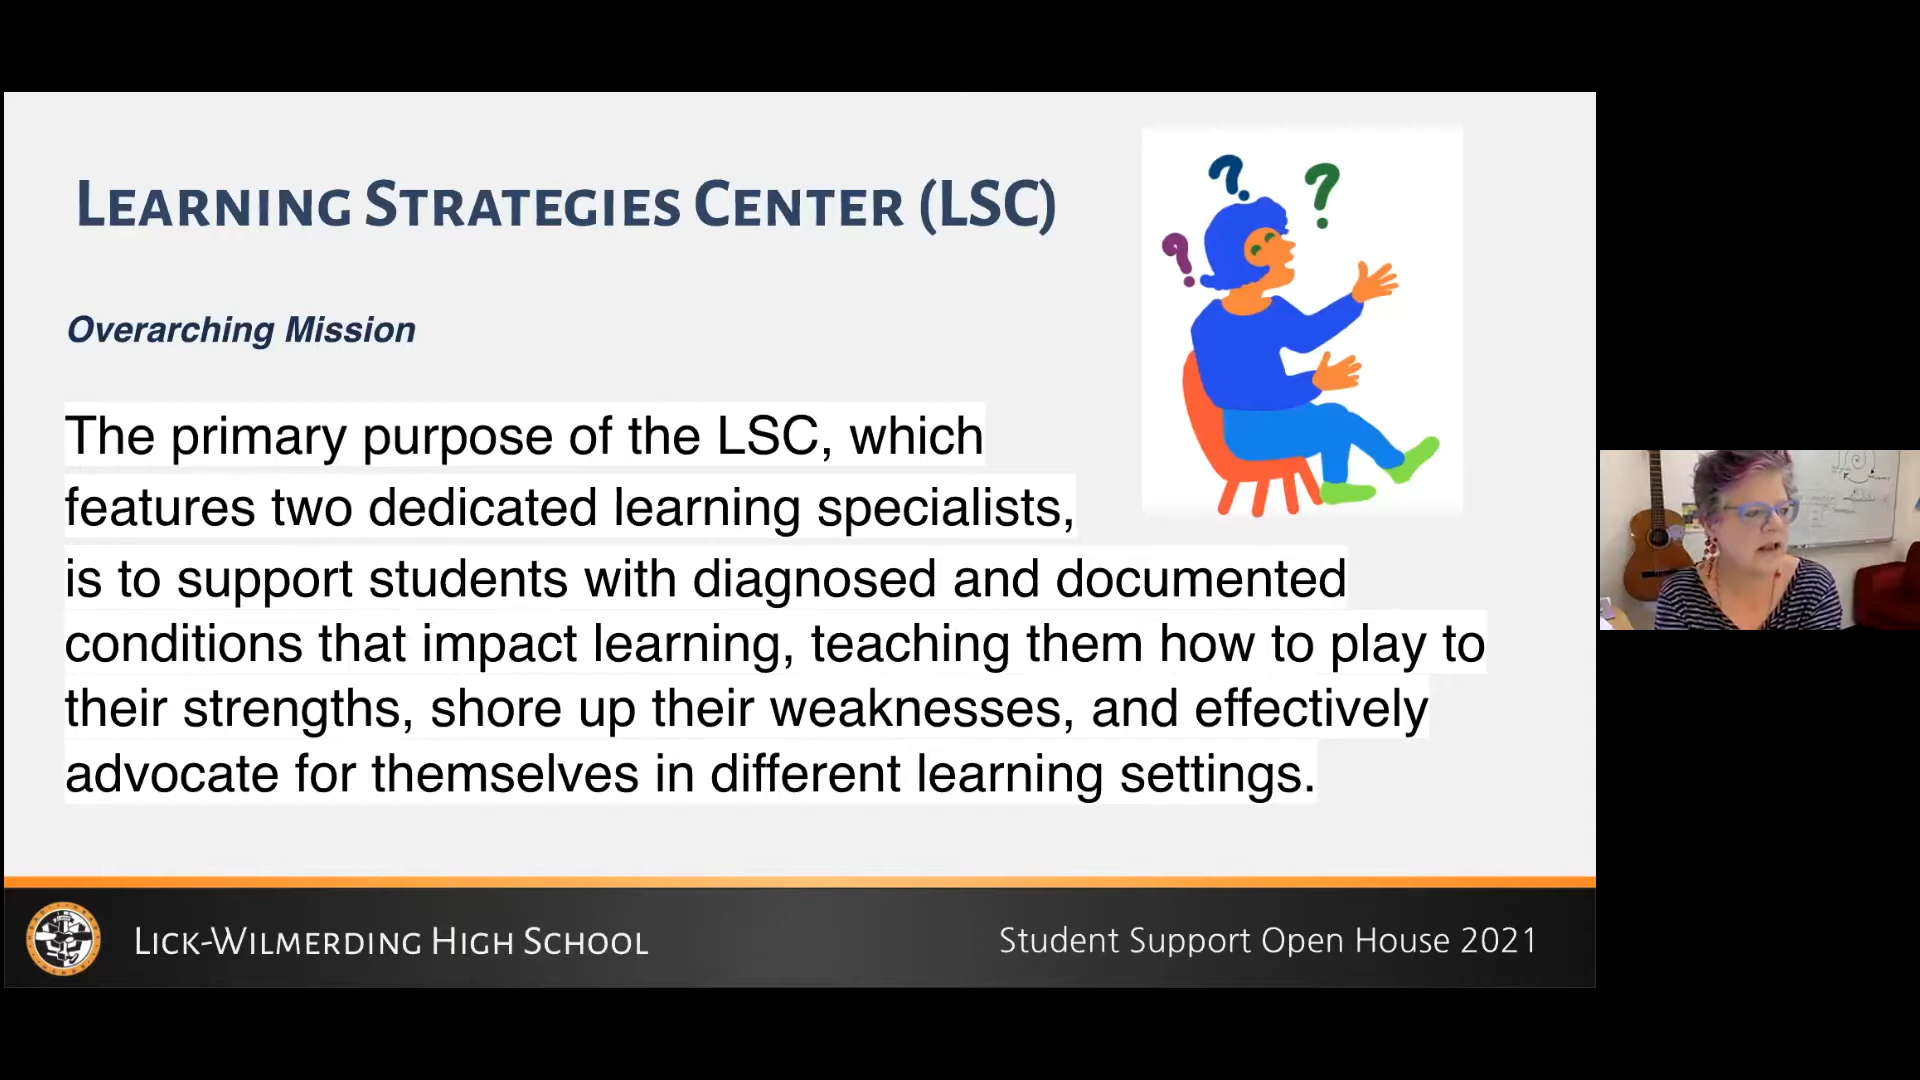 Learning Strategies Center (LSC)
Overarching Mission
The primary purpose of the LSC, which
features two dedicated learning specialists,
is to support students with diagnosed and documented
conditions that impact learning, teaching them how to play to
their strengths, shore up their weaknesses, and effectively
advocate for themselves in different learning settings.
Lick-Wilmerding High School
Student Support Open House 2021